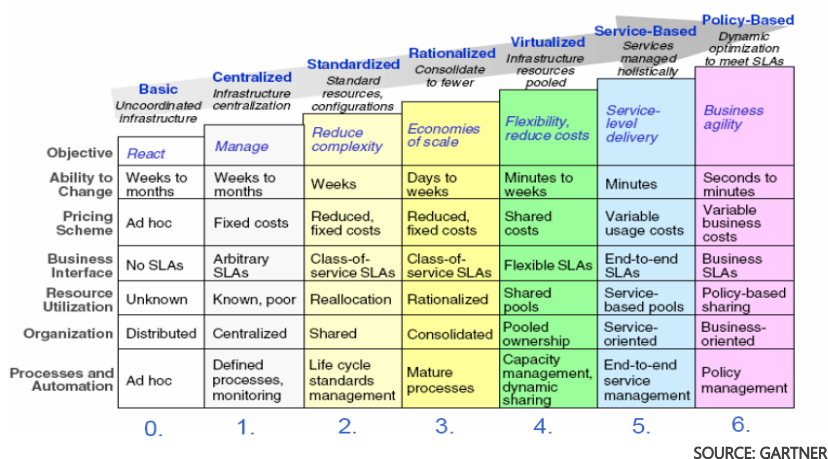 Policy-Based
Dynamic
optimization
to meet SLAs
Service-Based
Services
managed
holistically
Virtualized
Infrastructure
resources
pooled
Rationalized
Consolidate
to fewer
Standardized
Standard
resources,
configurations
Centralized
Infrastructure
centralization
Basic
Uncoordinated
infrastructure
Objective
React
Manage
Reduce
complexity
Economies
of scale
Flexibility,
reduce costs
Service-
level
delivery
Business
agility
Ability to
Change
Weeks to
months
Weeks to
months
Weeks
Days to
weeks
Minutes to
weeks
Minutes
Seconds to
minutes
Pricing
Scheme
Ad hoc
Fixed costs
Reduced,
fixed costs
Reduced,
fixed costs
Shared
costs
Variable
usage costs
Variable
business
costs
Business
Interface
No SLAs
Arbitrary
SLAs
Class-of-
service SLAs
Class-of-
service SLAs
Flexible SLAs
End-to-end
SLAs
Business
SLAs
Resource
Utilization
Unknown
Known, poor
Reallocation
Rationalized
Shared
pools
Service-
based pools
Policy-based
sharing
Organization
Distributed
Centralized
Shared
Consolidated
Pooled
ownership
Service-
oriented
Business-
oriented
Processes and
Automation
Ad hoc
Defined
processes,
monitoring
Life cycle
standards
management
Mature
processes
Capacity
management,
dynamic
sharing
End-to-end
service
management
Policy
management
0.
1.
2.
3.
4.
5.
6.
SOURCE: GARTNER